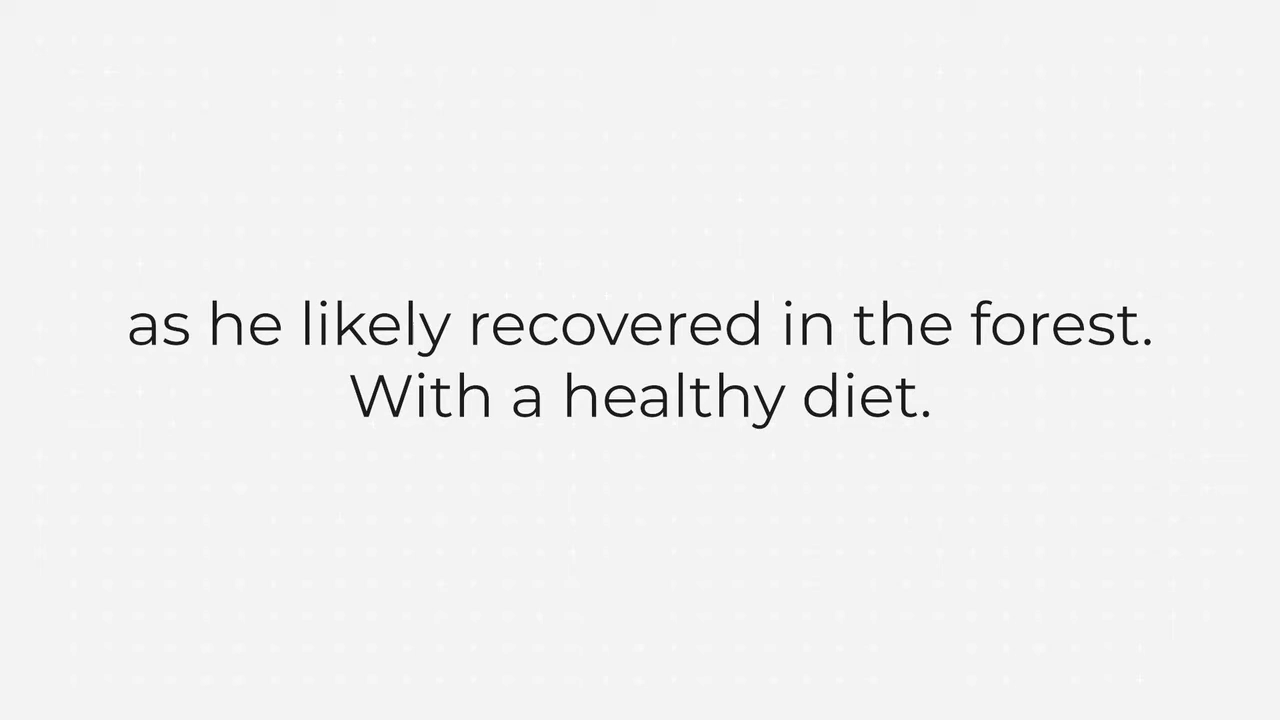 as he likely recovered in the forest.
With a healthy diet.